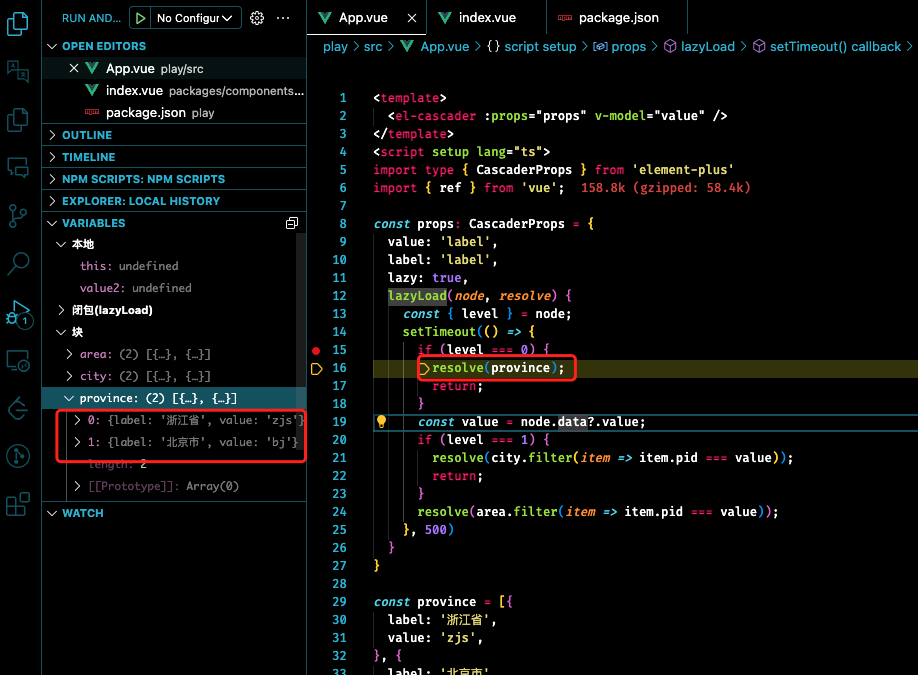 RUN AND...
No Configur
OPEN EDITORS
App.vue play/src
index.vue packages/components...
package.json play
OUTLINE
TIMELINE
NPM SCRIPTS: NPM SCRIPTS
EXPLORER: LOCAL HISTORY
VARIABLES
本地
this: undefined
value2: undefined
闭包(lazyLoad)
块
area: (2) [{…}, {…}]
city: (2) [{…}, {…}]
province: (2) [{…}, {…}]
0: {label: '浙江省', value: 'zjs'}
1: {label: '北京市', value: 'bj'}
length: 2
[[Prototype]]: Array(0)
WATCH
1
App.vue
index.vue
package.json
play > src > App.vue > {} script setup > props > lazyLoad > setTimeout() callback >
1 <template>
2 <el-cascader :props="props" v-model="value" />
3 </template>
4 <script setup lang="ts">
5 import type { CascaderProps } from 'element-plus'
6 import { ref } from 'vue'; 158.8k (gzipped: 58.4k)
7
8 const props: CascaderProps = {
9 value: 'label',
10 label: 'label',
11 lazy: true,
12 lazyLoad(node, resolve) {
13 const { level } = node;
14 setTimeout(() => {
15 if (level === 0) {
16 resolve(province);
17 return;
18 }
19 const value = node.data?.value;
20 if (level === 1) {
21 resolve(city.filter(item => item.pid === value));
22 return;
23 }
24 resolve(area.filter(item => item.pid === value));
25 }, 500)
26 }
27 }
28
29 const province = [{
30 label: '浙江省',
31 value: 'zjs',
32 }, {
33 label: '北京市',